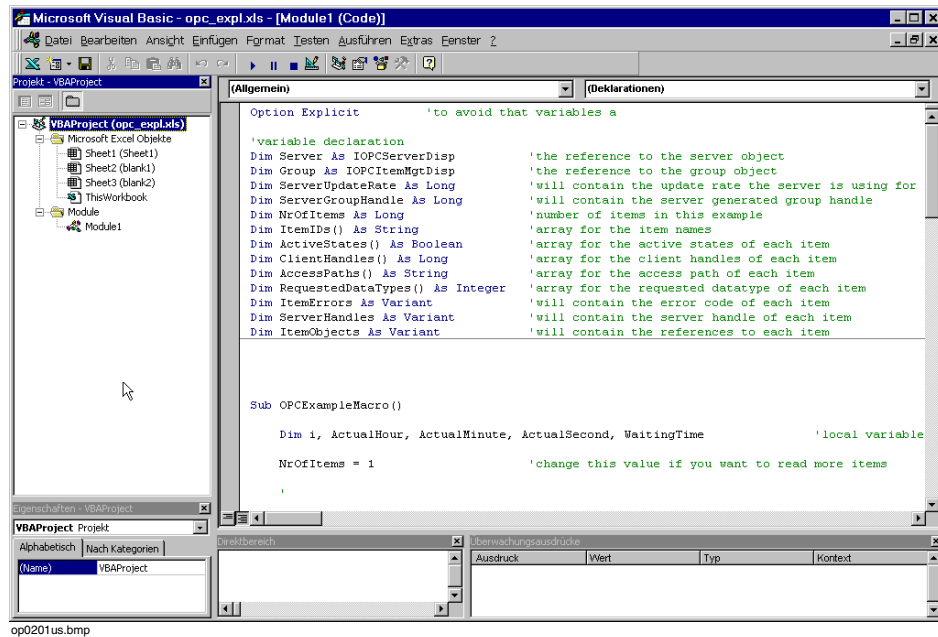 Microsoft Visual Basic - opc_expl.xls - [Module1 (Code)]
Datei Bearbeiten Ansicht Einfügen Format Testen Ausführen Extras Fenster ?
Projekt - VBAProject
VBAProject (opc_expl.xls)
Microsoft Excel Objekte
Sheet1 (Sheet1)
Sheet2 (blank1)
Sheet3 (blank2)
ThisWorkbook
Module
Module1
(Allgemein) (Deklarationen)
Option Explicit 'to avoid that variables a
'variable declaration
Dim Server As IOPCServerDisp 'the reference to the server object
Dim Group As IOPCItemMgtDisp 'the reference to the group object
Dim ServerUpdateRate As Long 'will contain the update rate the server is using for
Dim ServerGroupHandle As Long 'will contain the server generated group handle
Dim NrOfItems As Long 'number of items in this example
Dim ItemIDs() As String 'array for the item names
Dim ActiveStates() As Boolean 'array for the active states of each item
Dim ClientHandles() As Long 'array for the client handles of each item
Dim AccessPaths() As String 'array for the access path of each item
Dim RequestedDataTypes() As Integer 'array for the requested datatype of each item
Dim ItemErrors As Variant 'will contain the error code of each item
Dim ServerHandles As Variant 'will contain the server handle of each item
Dim ItemObjects As Variant 'will contain the references to each item
Sub OPCExampleMacro()
Dim i, ActualHour, ActualMinute, ActualSecond, WaitingTime 'local variable
NrOfItems = 1 'change this value if you want to read more items
'
Eigenschaften - VBAProject
VBAProject Projekt
Alphabetisch Nach Kategorien
(Name) VBAProject
Direktbereich
Überwachungsausdrücke
Ausdruck Wert Typ Kontext
op0201us.bmp